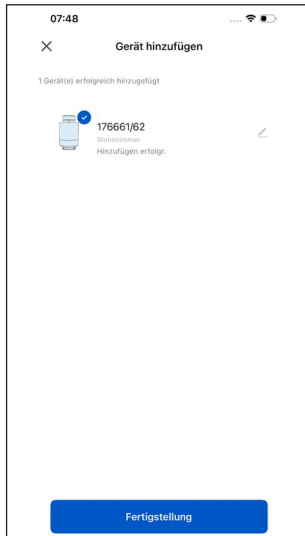 07:48
Gerät hinzufügen
1 Gerät(e) erfolgreich hinzugefügt
176661/62
Wohnzimmer
Hinzufügen erfolgr.
Fertigstellung